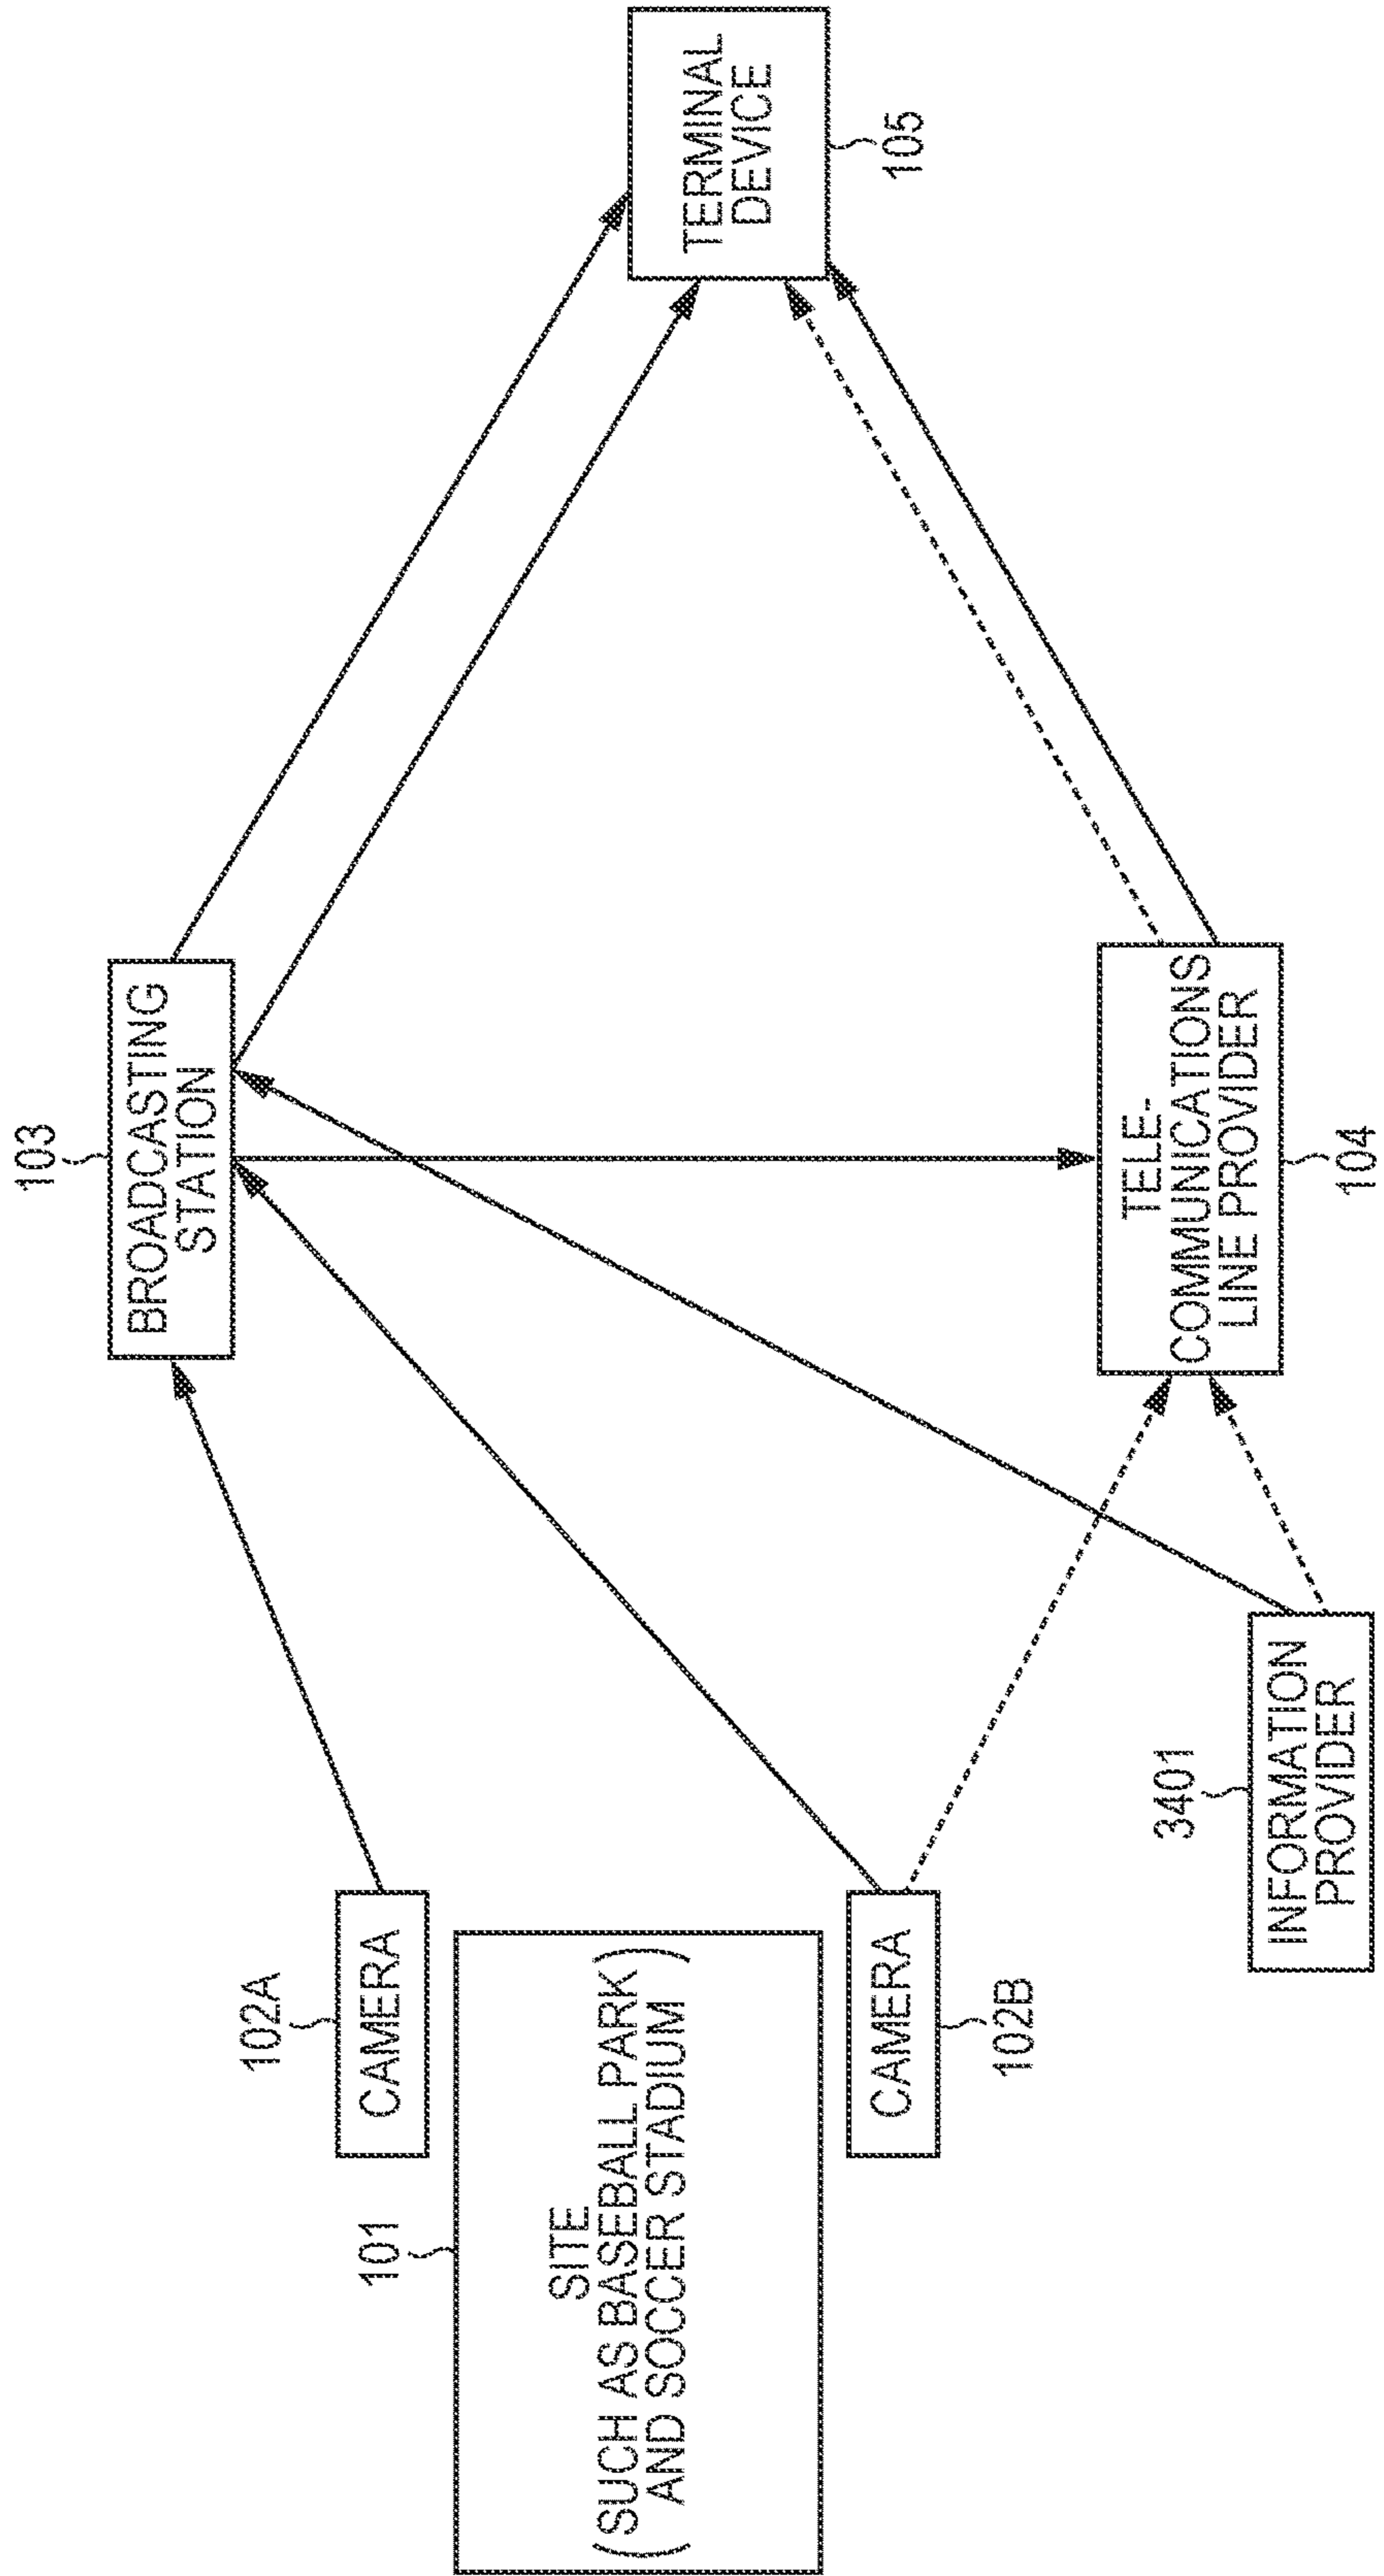 103
BROADCASTING
STATION
TERMINAL
DEVICE
105
102A
CAMERA
101
SITE
(SUCH AS BASEBALL PARK
AND SOCCER STADIUM)
CAMERA
102B
3401
INFORMATION
PROVIDER
TELE-
COMMUNICATIONS
LINE PROVIDER
104